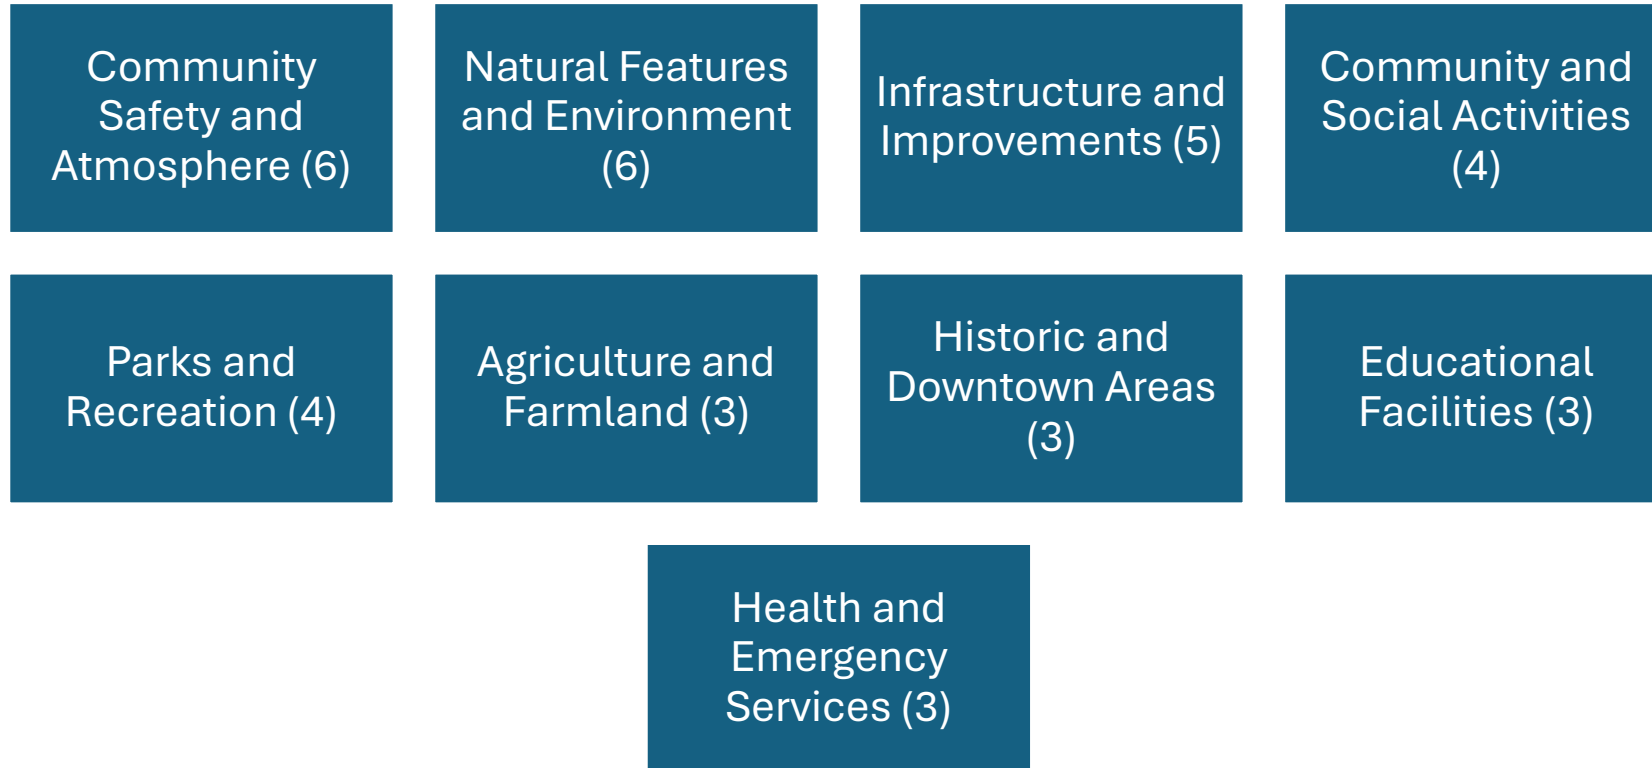 Community
Safety and
Atmosphere (6)
Natural Features
and Environment
(6)
Infrastructure and
Improvements (5)
Community and
Social Activities
(4)
Parks and
Recreation (4)
Agriculture and
Farmland (3)
Historic and
Downtown Areas
(3)
Educational
Facilities (3)
Health and
Emergency
Services (3)